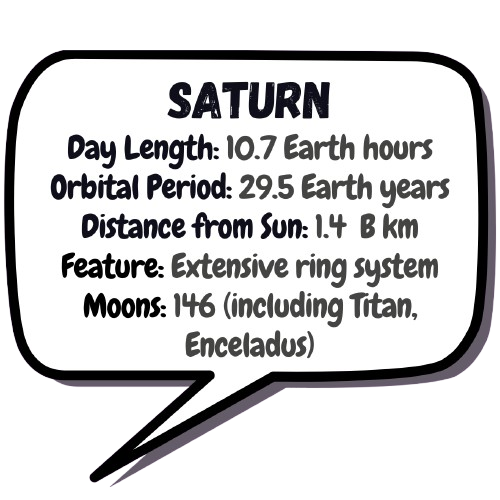 SATURN
Day Length: 10.7 Earth hours
Orbital Period: 29.5 Earth years
Distance from Sun: 1.4 B km
Feature: Extensive ring system
Moons: 146 (including Titan,
Enceladus)